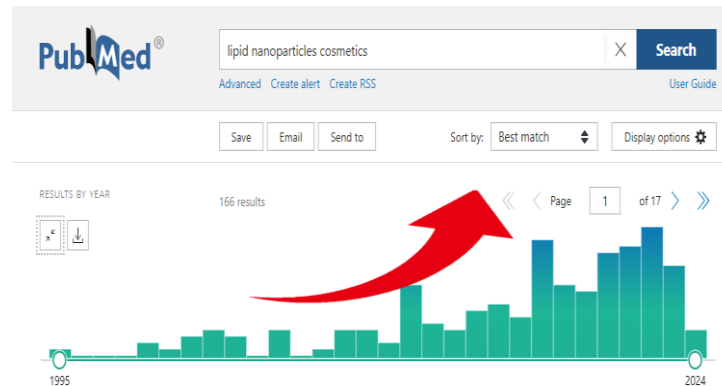 PubMed®
lipid nanoparticles cosmetics
X
Search
Advanced Create alert Create RSS
User Guide
Save Email Send to
Sort by: Best match
Display options
RESULTS BY YEAR
166 results
Page 1 of 17
1995
2024